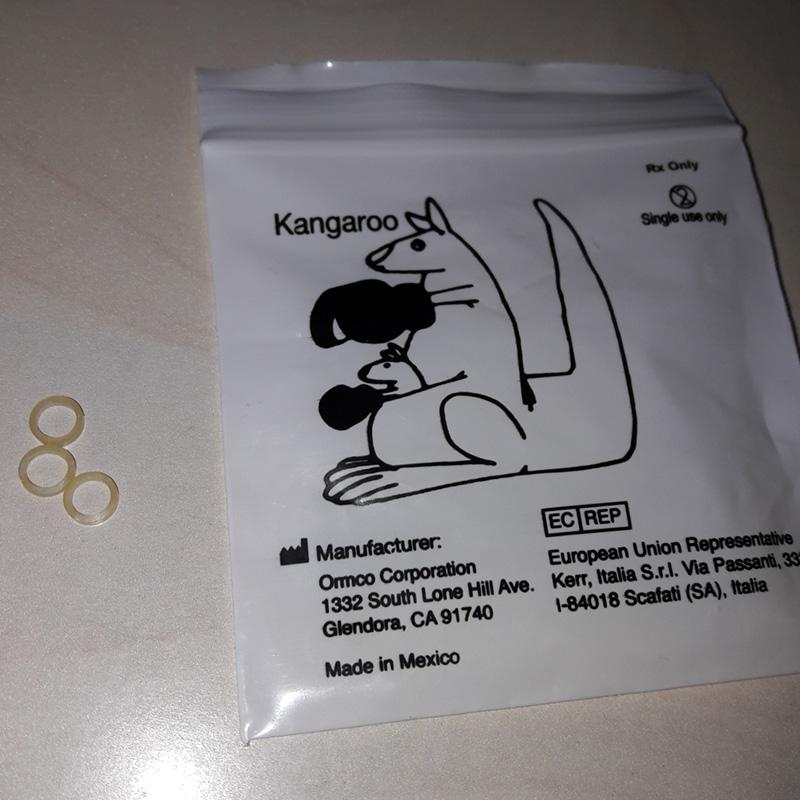 Rx Only
Single use only
Kangaroo
EC REP
Manufacturer:
Ormco Corporation
1332 South Lone Hill Ave.
Glendora, CA 91740
Made in Mexico
European Union Representative
Kerr, Italia S.r.l. Via Passanti,
I-84018 Scafati (SA), Italia